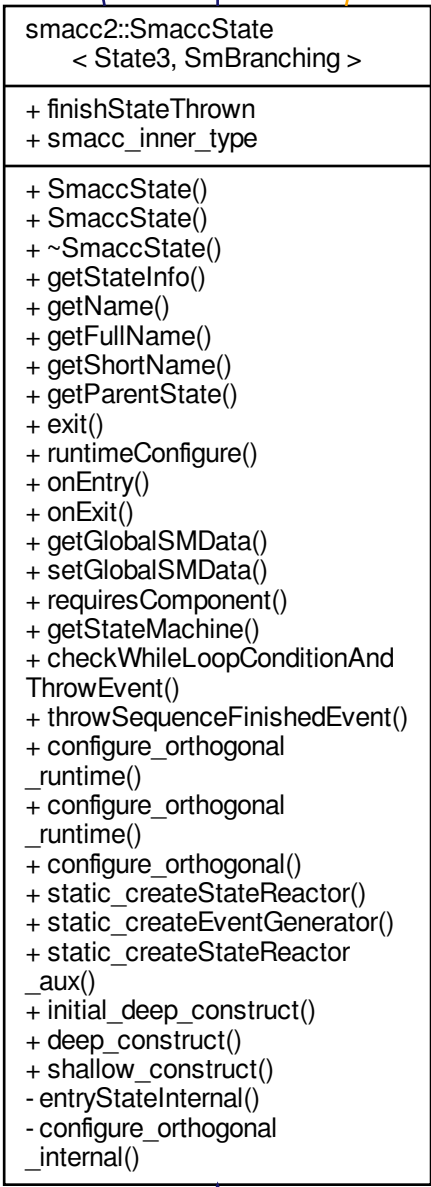 smacc2::SmaccState
< State3, SmBranching >
+ finishStateThrown
+ smacc_inner_type
+ SmaccState()
+ SmaccState()
+ ~SmaccState()
+ getStateInfo()
+ getName()
+ getFullName()
+ getShortName()
+ getParentState()
+ exit()
+ runtimeConfigure()
+ onEntry()
+ onExit()
+ getGlobalSMData()
+ setGlobalSMData()
+ requiresComponent()
+ getStateMachine()
+ checkWhileLoopConditionAnd
ThrowEvent()
+ throwSequenceFinishedEvent()
+ configure_orthogonal
_runtime()
+ configure_orthogonal
_runtime()
+ configure_orthogonal()
+ static_createStateReactor()
+ static_createEventGenerator()
+ static_createStateReactor
_aux()
+ initial_deep_construct()
+ deep_construct()
+ shallow_construct()
- entryStateInternal()
- configure_orthogonal
_internal()